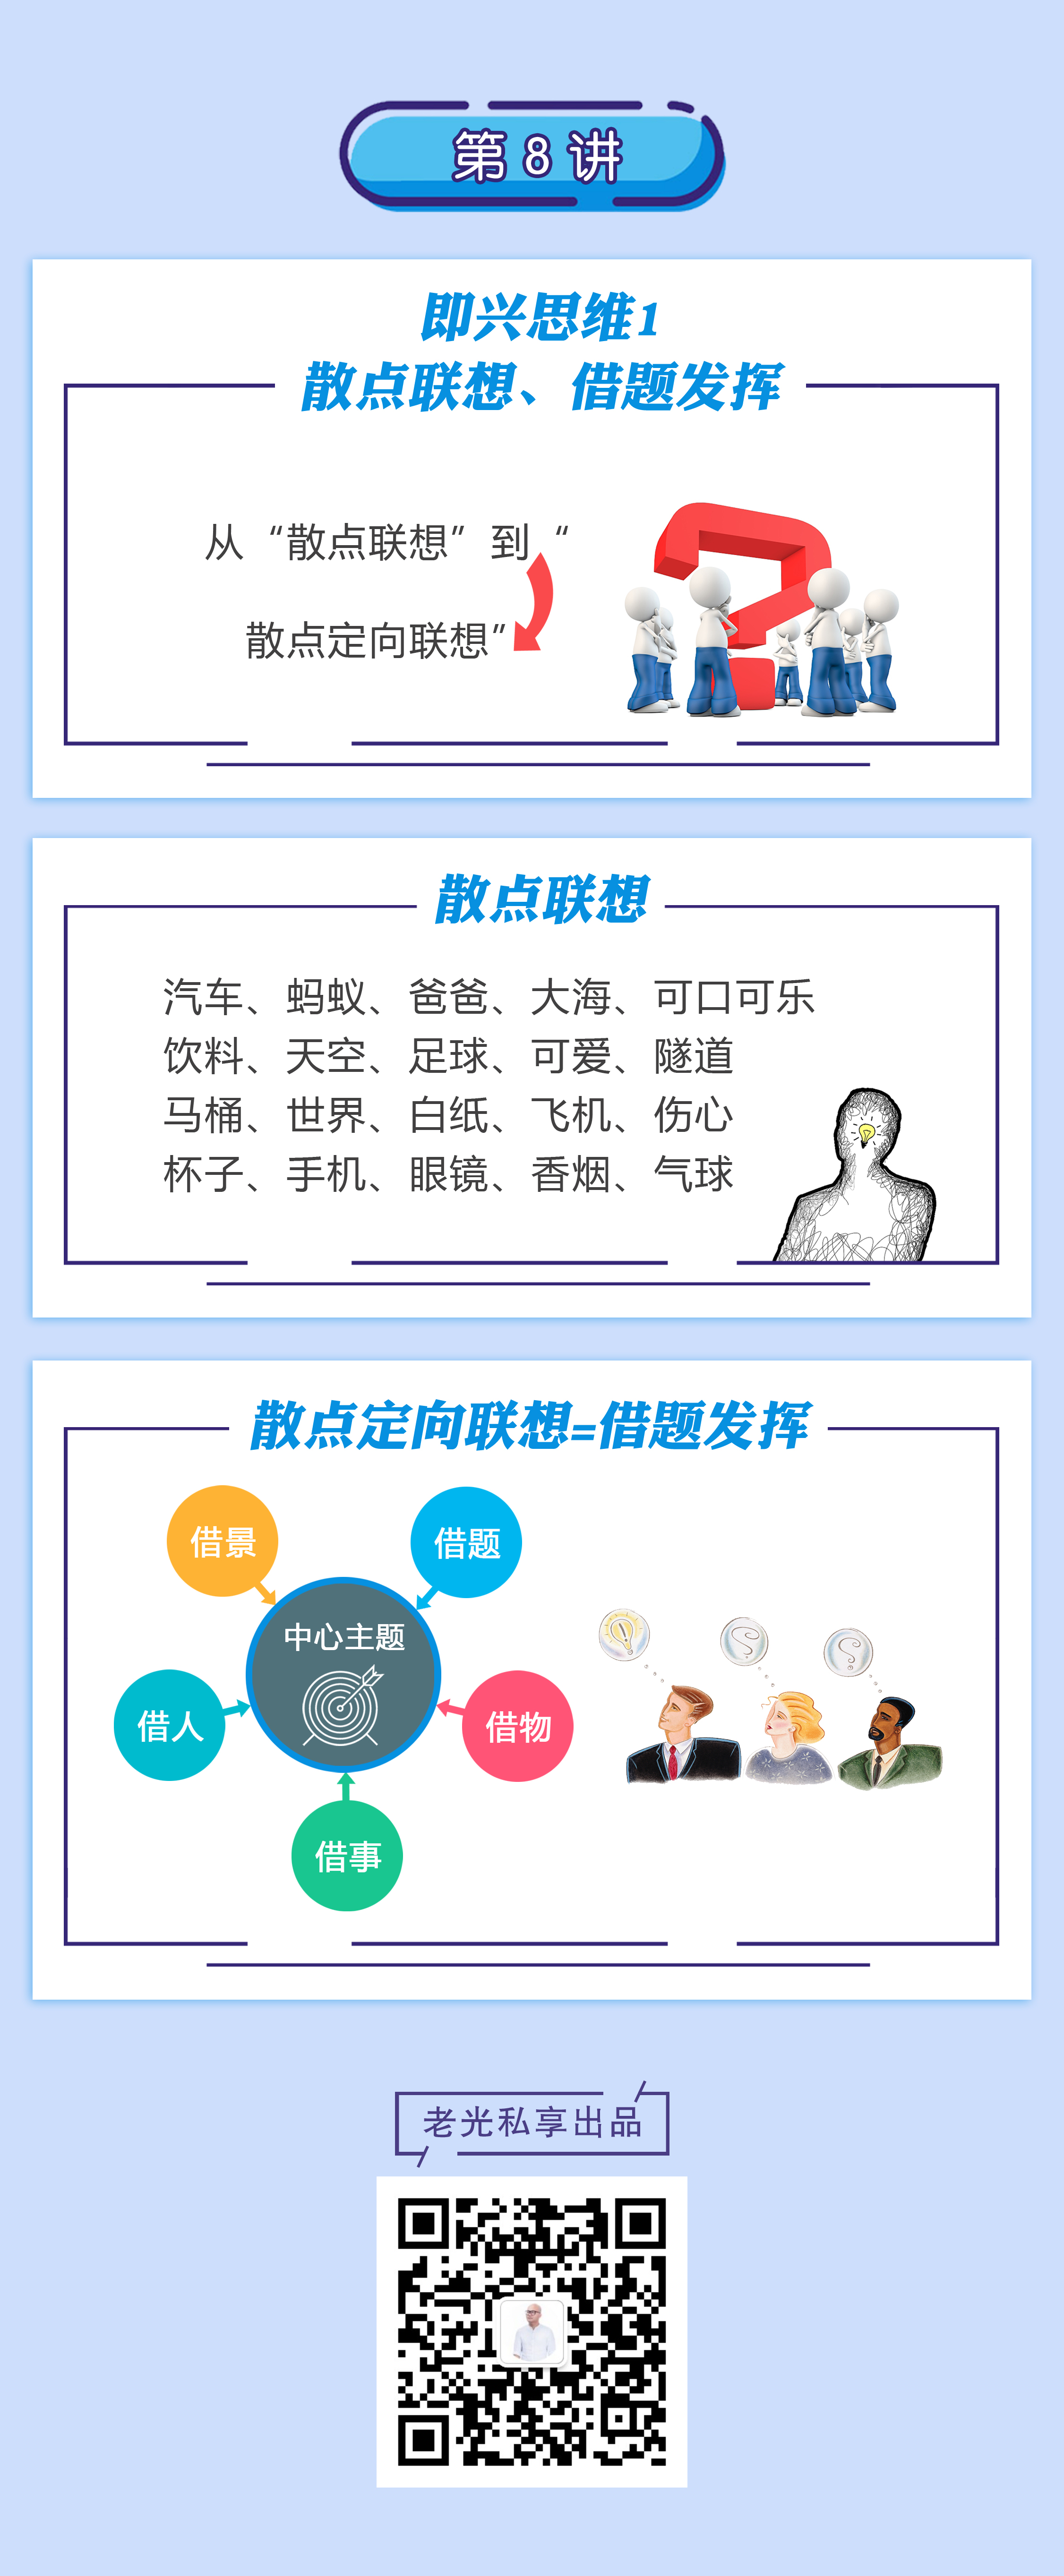 第 8 讲
即兴思维1
散点联想、借题发挥
从“散点联想”到“
散点定向联想”
散点联想
汽车、蚂蚁、爸爸、大海、可口可乐
饮料、天空、足球、可爱、隧道
马桶、世界、白纸、飞机、伤心
杯子、手机、眼镜、香烟、气球
散点定向联想=借题发挥
借景
借题
中心主题
借人
借物
借事
老光私享出品